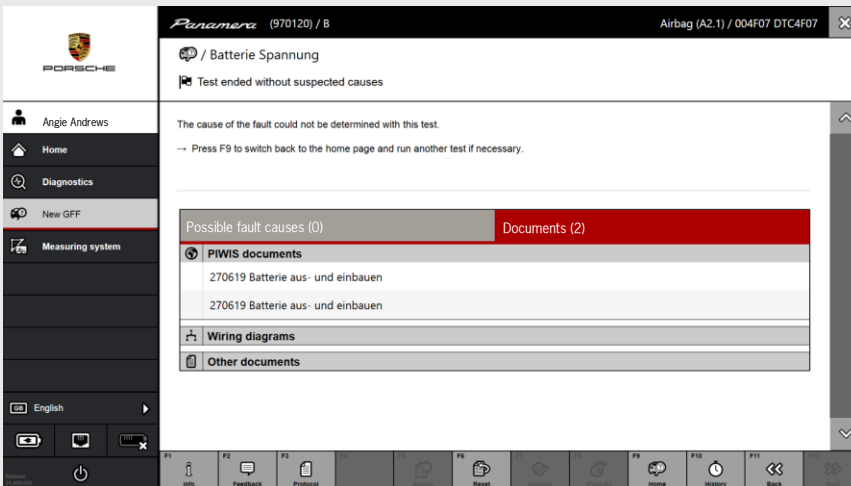 Panamera (970120) / B
Airbag (A2.1) / 004F07 DTC4F07
PORSCHE
/ Batterie Spannung
Test ended without suspected causes
Angie Andrews
Home
Diagnostics
New GFF
Measuring system
The cause of the fault could not be determined with this test.
→ Press F9 to switch back to the home page and run another test if necessary.
Possible fault causes (0)
Documents (2)
PIWIS documents
270619 Batterie aus- und einbauen
270619 Batterie aus- und einbauen
Wiring diagrams
Other documents
GB English
F1 Info
F2 Feedback
F3 Protocol
F6 Reset
F9 Home
F10 History
F11 Back